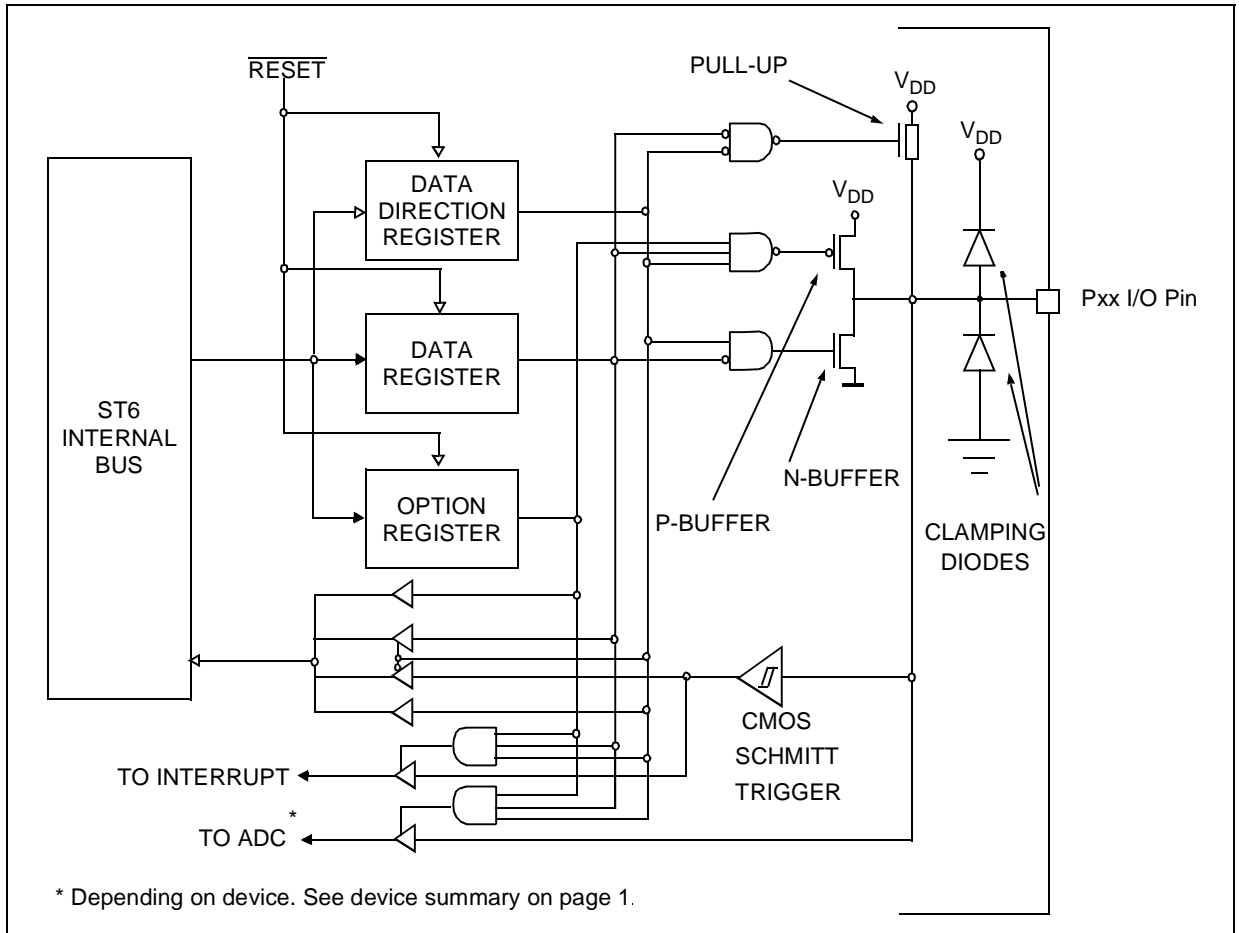 RESET
PULL-UP
VDD
VDD
VDD
DATA
DIRECTION
REGISTER
DATA
REGISTER
OPTION
REGISTER
ST6
INTERNAL
BUS
Pxx I/O Pin
N-BUFFER
P-BUFFER
CLAMPING
DIODES
CMOS
SCHMITT
TRIGGER
TO INTERRUPT
TO ADC *
* Depending on device. See device summary on page 1.